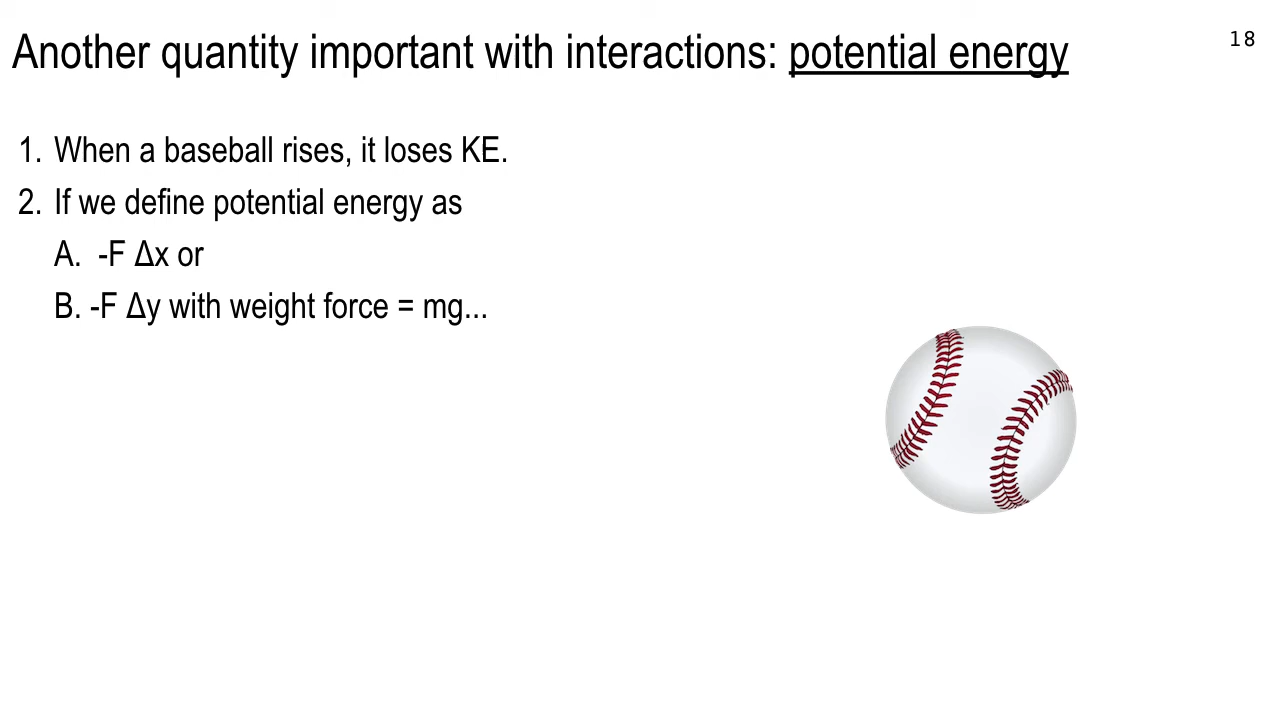 Another quantity important with interactions: potential energy
18
1. When a baseball rises, it loses KE.
2. If we define potential energy as
A. -F Δx or
B. -F Δy with weight force = mg...